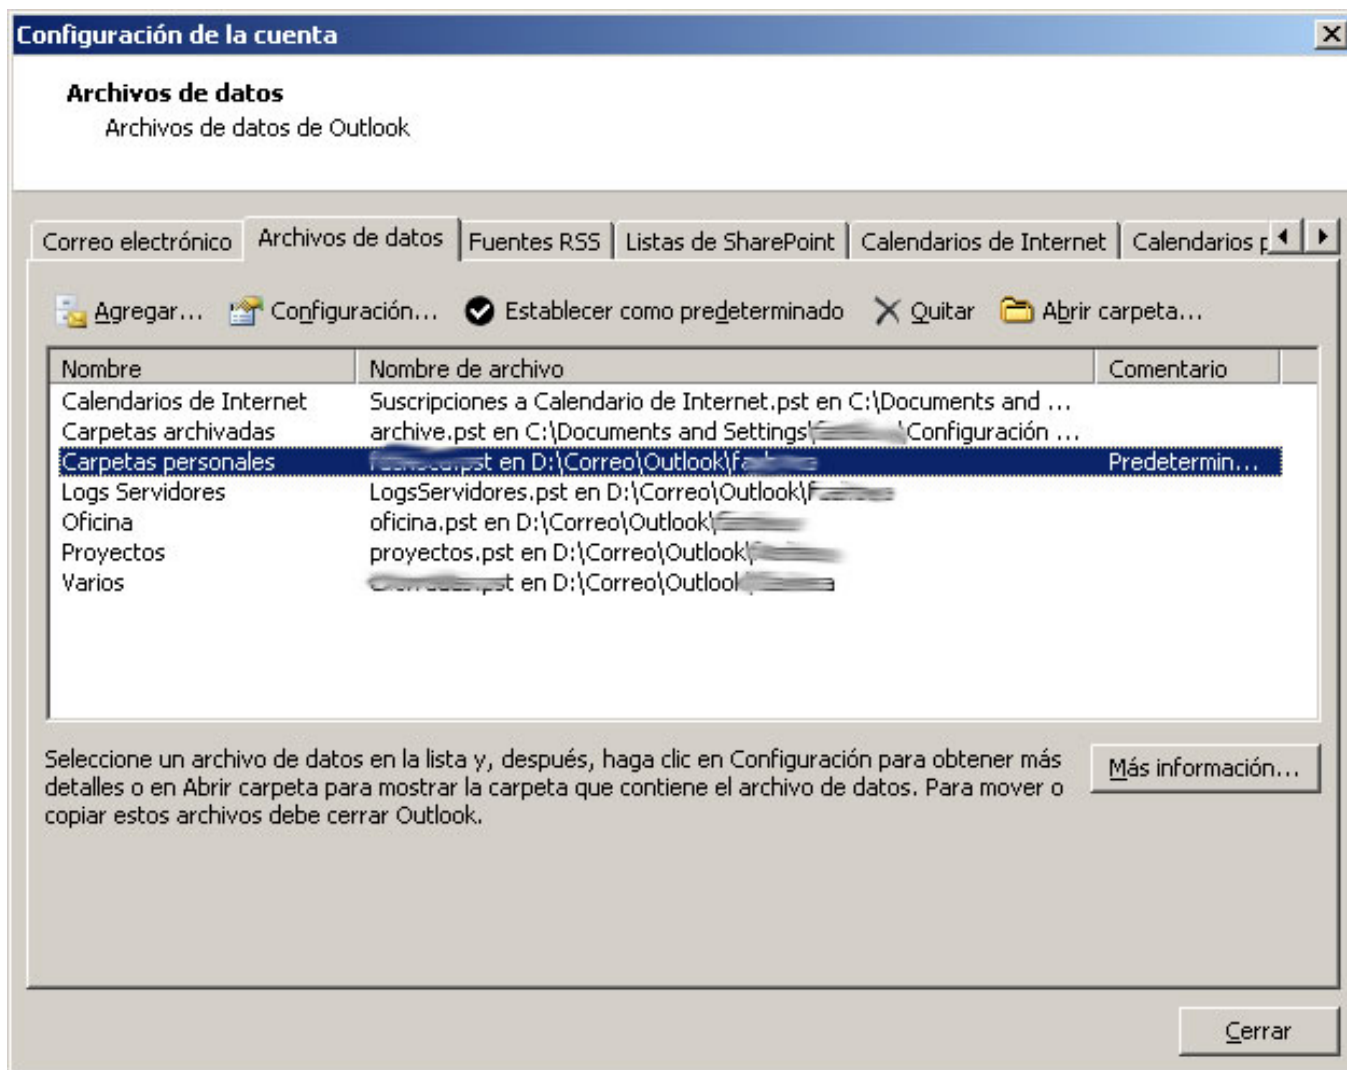 Configuración de la cuenta
Archivos de datos
Archivos de datos de Outlook
Correo electrónico Archivos de datos Fuentes RSS Listas de SharePoint Calendarios de Internet Calendarios
Agregar... Configuración... Establecer como predeterminado Quitar Abrir carpeta...
Nombre Nombre de archivo Comentario
Calendarios de Internet Suscripciones a Calendario de Internet.pst en C:\Documents and ...
Carpetas archivadas archive.pst en C:\Documents and Settings\ \Configuración ...
Carpetas personales en D:\Correo\Outlook\ Predetermin...
Logs Servidores LogsServidores.pst en D:\Correo\Outlook\
Oficina oficina.pst en D:\Correo\Outlook\
Proyectos proyectos.pst en D:\Correo\Outlook\
Varios en D:\Correo\Outlook
Seleccione un archivo de datos en la lista y, después, haga clic en Configuración para obtener más
detalles o en Abrir carpeta para mostrar la carpeta que contiene el archivo de datos. Para mover o
copiar estos archivos debe cerrar Outlook.
Más información...
Cerrar